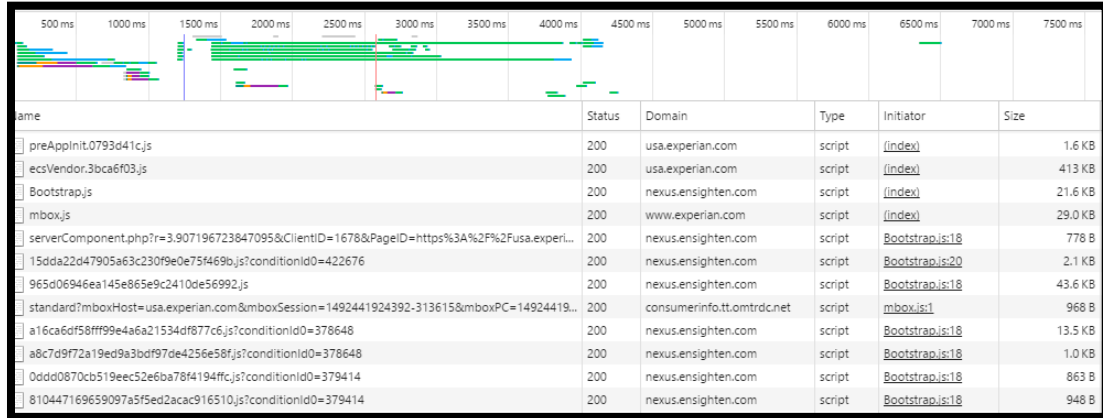 500 ms 1000 ms 1500 ms 2000 ms 2500 ms 3000 ms 3500 ms 4000 ms 4500 ms 5000 ms 5500 ms 6000 ms 6500 ms 7000 ms 7500 ms
lame Status Domain Type Initiator Size
preAppInit.0793d41c.js 200 usa.experian.com script (index) 1.6 KB
ecsVendor.3bca6f03.js 200 usa.experian.com script (index) 413 KB
Bootstrap.js 200 nexus.ensighten.com script (index) 21.6 KB
mbox.js 200 www.experian.com script (index) 29.0 KB
serverComponent.php?r=3.907196723847095&ClientID=1678&PageID=https%3A%2F%2Fusa.experi... 200 nexus.ensighten.com script Bootstrap.js:18 778 B
15dda22d47905a63c230f9e0e75f469b.js?conditionId0=422676 200 nexus.ensighten.com script Bootstrap.js:20 2.1 KB
965d06946ea145e865e9c2410de56992.js 200 nexus.ensighten.com script Bootstrap.js:18 43.6 KB
standard?mboxHost=usa.experian.com&mboxSession=1492441924392-313615&mboxPC=14924419... 200 consumerinfo.tt.omtrdc.net script mbox.js:1 968 B
a16ca6df58fff99e4a6a21534df877c6.js?conditionId0=378648 200 nexus.ensighten.com script Bootstrap.js:18 13.5 KB
a8c7d9f72a19ed9a3bdf97de4256e58f.js?conditionId0=378648 200 nexus.ensighten.com script Bootstrap.js:18 1.0 KB
0ddd0870cb519eec52e6ba78f4194ffc.js?conditionId0=379414 200 nexus.ensighten.com script Bootstrap.js:18 863 B
810447169659097a5f5ed2acac916510.js?conditionId0=379414 200 nexus.ensighten.com script Bootstrap.js:18 948 B